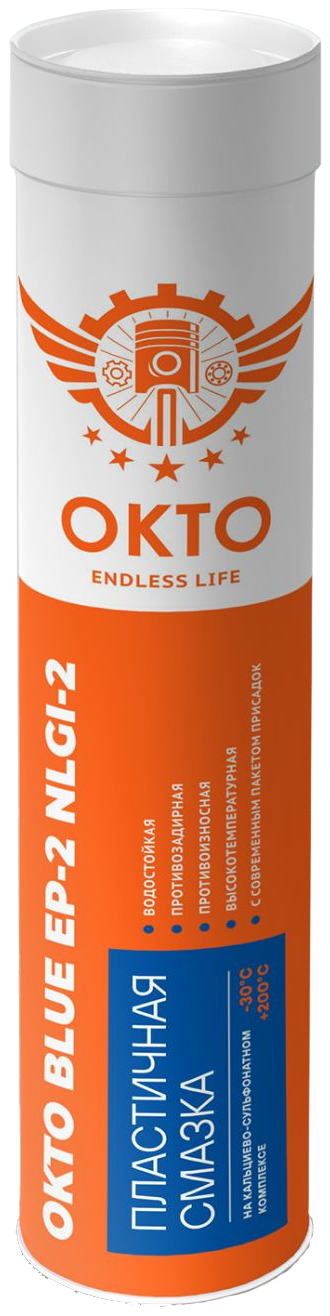 OKTO
ENDLESS LIFE
OKTO BLUE EP-2 NLGI-2
• ВОДОСТОЙКАЯ
• ПРОТИВОЗАДИРНАЯ
• ПРОТИВОИЗНОСНАЯ
• ВЫСОКОТЕМПЕРАТУРНАЯ
• С СОВРЕМЕННЫМ ПАКЕТОМ ПРИСАДОК
ПЛАСТИЧНАЯ
СМАЗКА
НА КАЛЬЦИЕВО-СУЛЬФОНАТНОМ
КОМПЛЕКСЕ
-30°C
+200°C